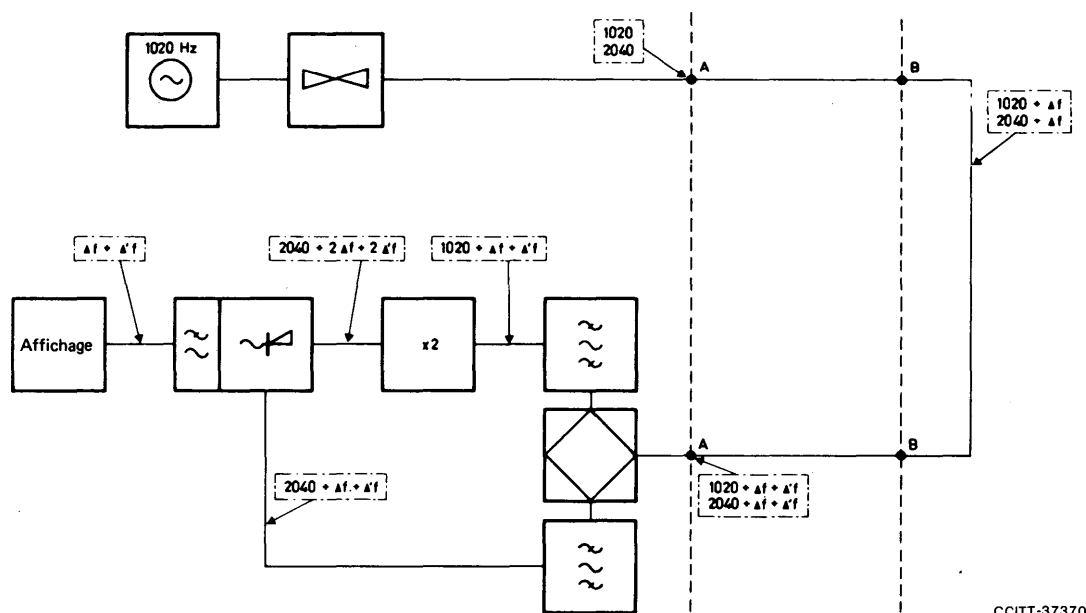 1020 Hz
1020
2040
A
B
1020 + Δf
2040 + Δf
Δf + Δ'f
2040 + 2 Δf + 2 Δ'f
1020 + Δf + Δ'f
Affichage
x2
A
B
2040 + Δf + Δ'f
1020 + Δf + Δ'f
2040 + Δf + Δ'f
CCITT-37370